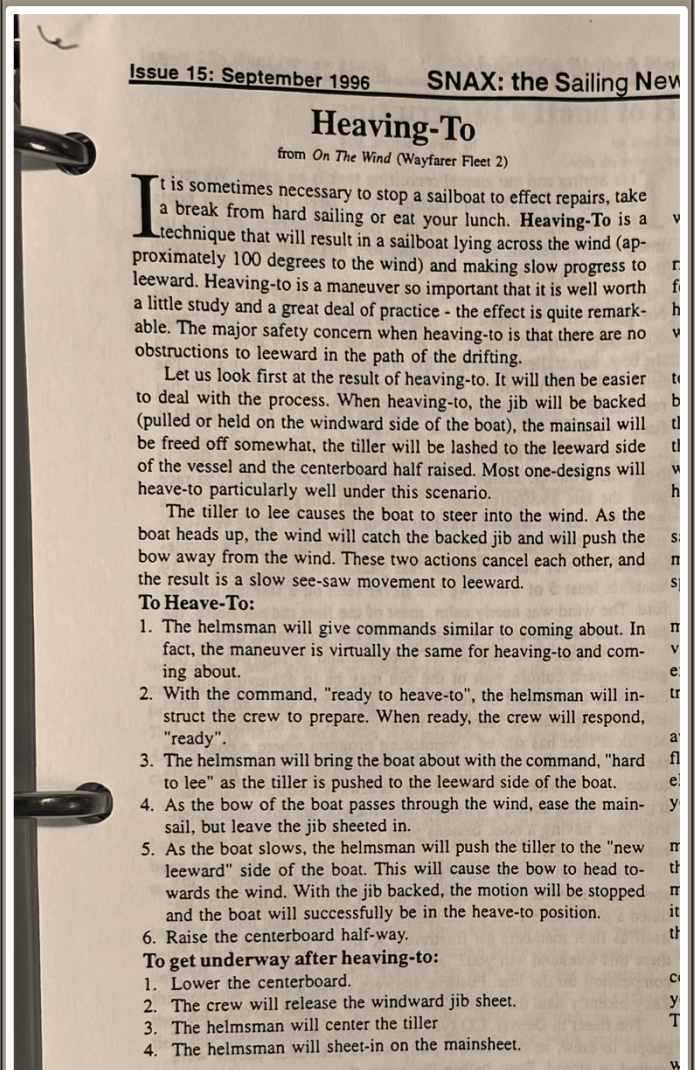 Issue 15: September 1996 SNAX: the Sailing
Heaving-To
from On The Wind (Wayfarer Fleet 2)
It is sometimes necessary to stop a sailboat to effect repairs, take
a break from hard sailing or eat your lunch. Heaving-To is a
technique that will result in a sailboat lying across the wind (ap-
proximately 100 degrees to the wind) and making slow progress to
leeward. Heaving-to is a maneuver so important that it is well worth
a little study and a great deal of practice - the effect is quite remark-
able. The major safety concern when heaving-to is that there are no
obstructions to leeward in the path of the drifting.
Let us look first at the result of heaving-to. It will then be easier
to deal with the process. When heaving-to, the jib will be backed
(pulled or held on the windward side of the boat), the mainsail will
be freed off somewhat, the tiller will be lashed to the leeward side
of the vessel and the centerboard half raised. Most one-designs will
heave-to particularly well under this scenario.
The tiller to lee causes the boat to steer into the wind. As the
boat heads up, the wind will catch the backed jib and will push the
bow away from the wind. These two actions cancel each other, and
the result is a slow see-saw movement to leeward.
To Heave-To:
1. The helmsman will give commands similar to coming about. In
fact, the maneuver is virtually the same for heaving-to and com-
ing about.
2. With the command, "ready to heave-to", the helmsman will in-
struct the crew to prepare. When ready, the crew will respond,
"ready".
3. The helmsman will bring the boat about with the command, "hard
to lee" as the tiller is pushed to the leeward side of the boat.
4. As the bow of the boat passes through the wind, ease the main-
sail, but leave the jib sheeted in.
5. As the boat slows, the helmsman will push the tiller to the "new
leeward" side of the boat. This will cause the bow to head to-
wards the wind. With the jib backed, the motion will be stopped
and the boat will successfully be in the heave-to position.
6. Raise the centerboard half-way.
To get underway after heaving-to:
1. Lower the centerboard.
2. The crew will release the windward jib sheet.
3. The helmsman will center the tiller
4. The helmsman will sheet-in on the mainsheet.